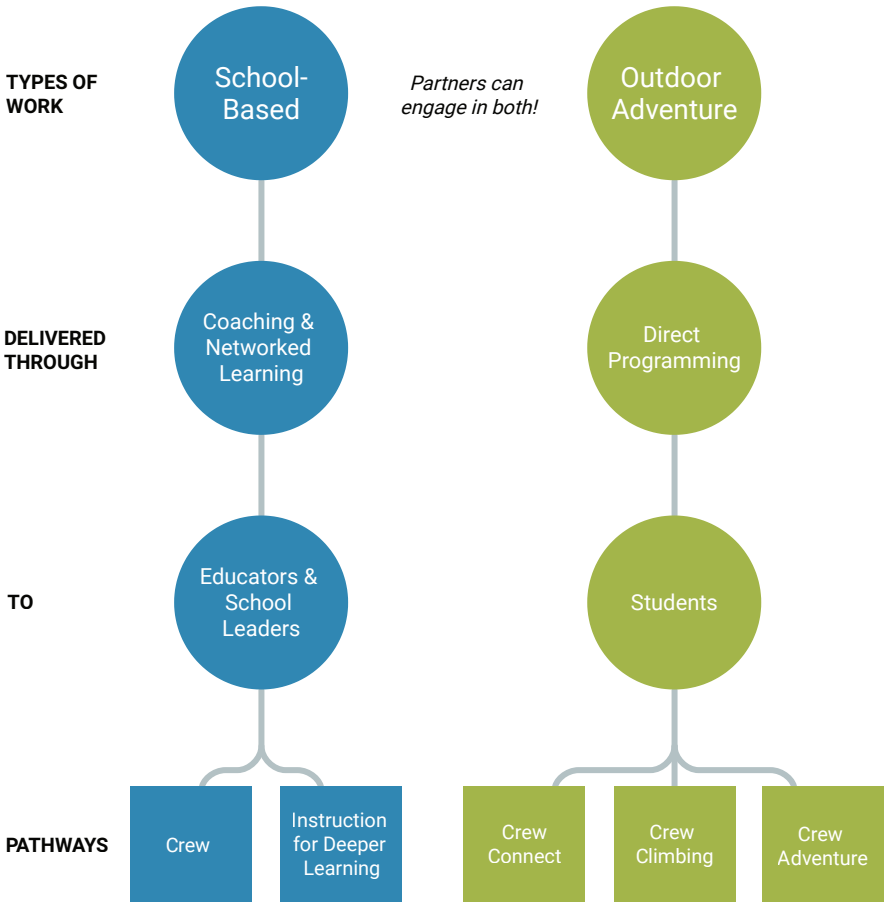 TYPES OF
WORK
School-
Based
Partners can
engage in both!
Outdoor
Adventure
DELIVERED
THROUGH
Coaching &
Networked
Learning
Direct
Programming
TO
Educators &
School
Leaders
Students
PATHWAYS
Crew
Instruction
for Deeper
Learning
Crew
Connect
Crew
Climbing
Crew
Adventure